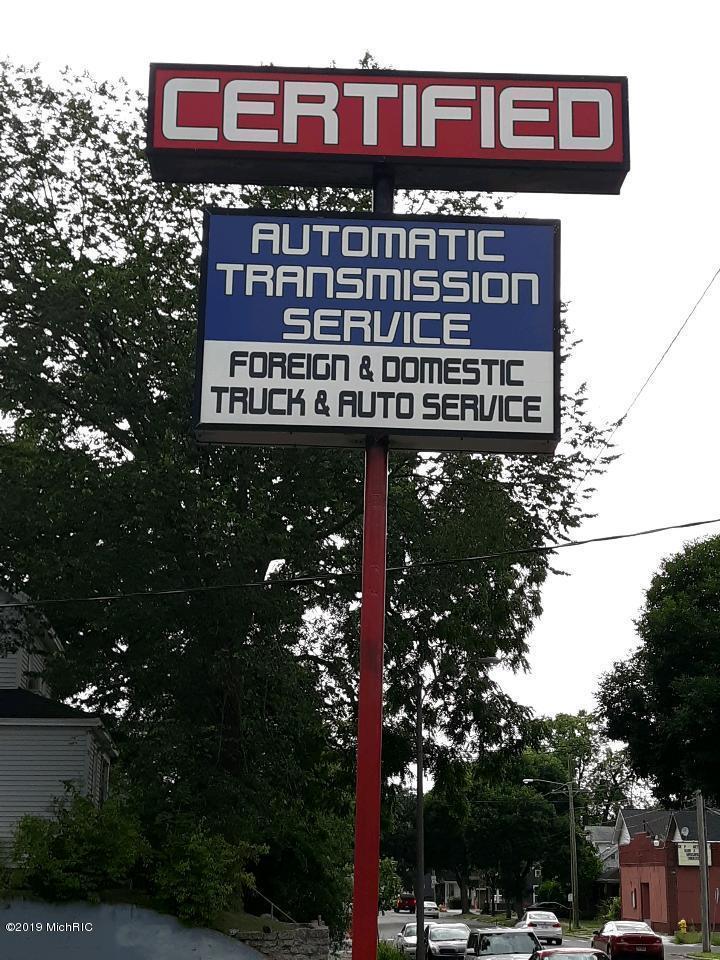 CERTIFIED
AUTOMATIC
TRANSMISSION
SERVICE
FOREIGN & DOMESTIC
TRUCK & AUTO SERVICE
©2019 MichRIC